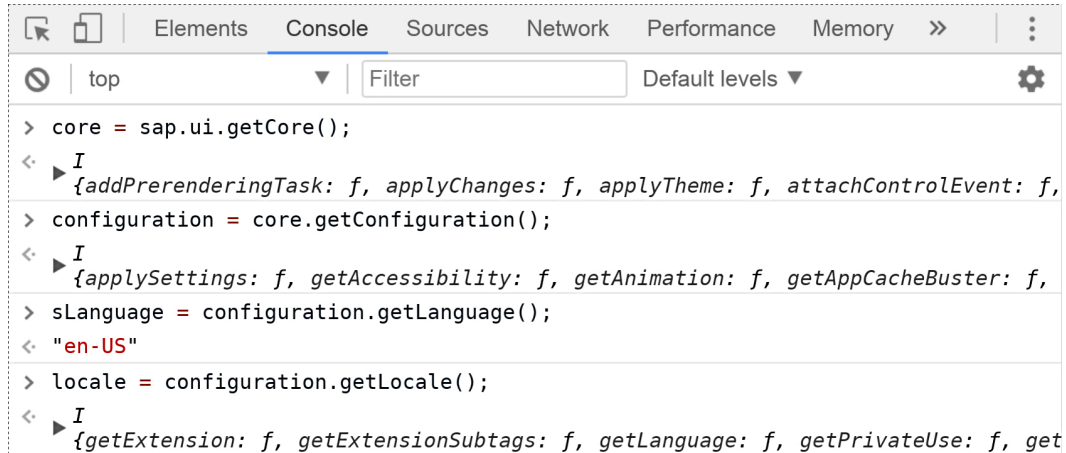 Elements Console Sources Network Performance Memory »
top ▼ Filter Default levels ▼
> core = sap.ui.getCore();
<· I
▶ {addPrerenderingTask: ƒ, applyChanges: ƒ, applyTheme: ƒ, attachControlEvent: ƒ,
> configuration = core.getConfiguration();
<· I
▶ {applySettings: ƒ, getAccessibility: ƒ, getAnimation: ƒ, getAppCacheBuster: ƒ,
> sLanguage = configuration.getLanguage();
<· "en-US"
> locale = configuration.getLocale();
<· I
▶ {getExtension: ƒ, getExtensionSubtags: ƒ, getLanguage: ƒ, getPrivateUse: ƒ, get